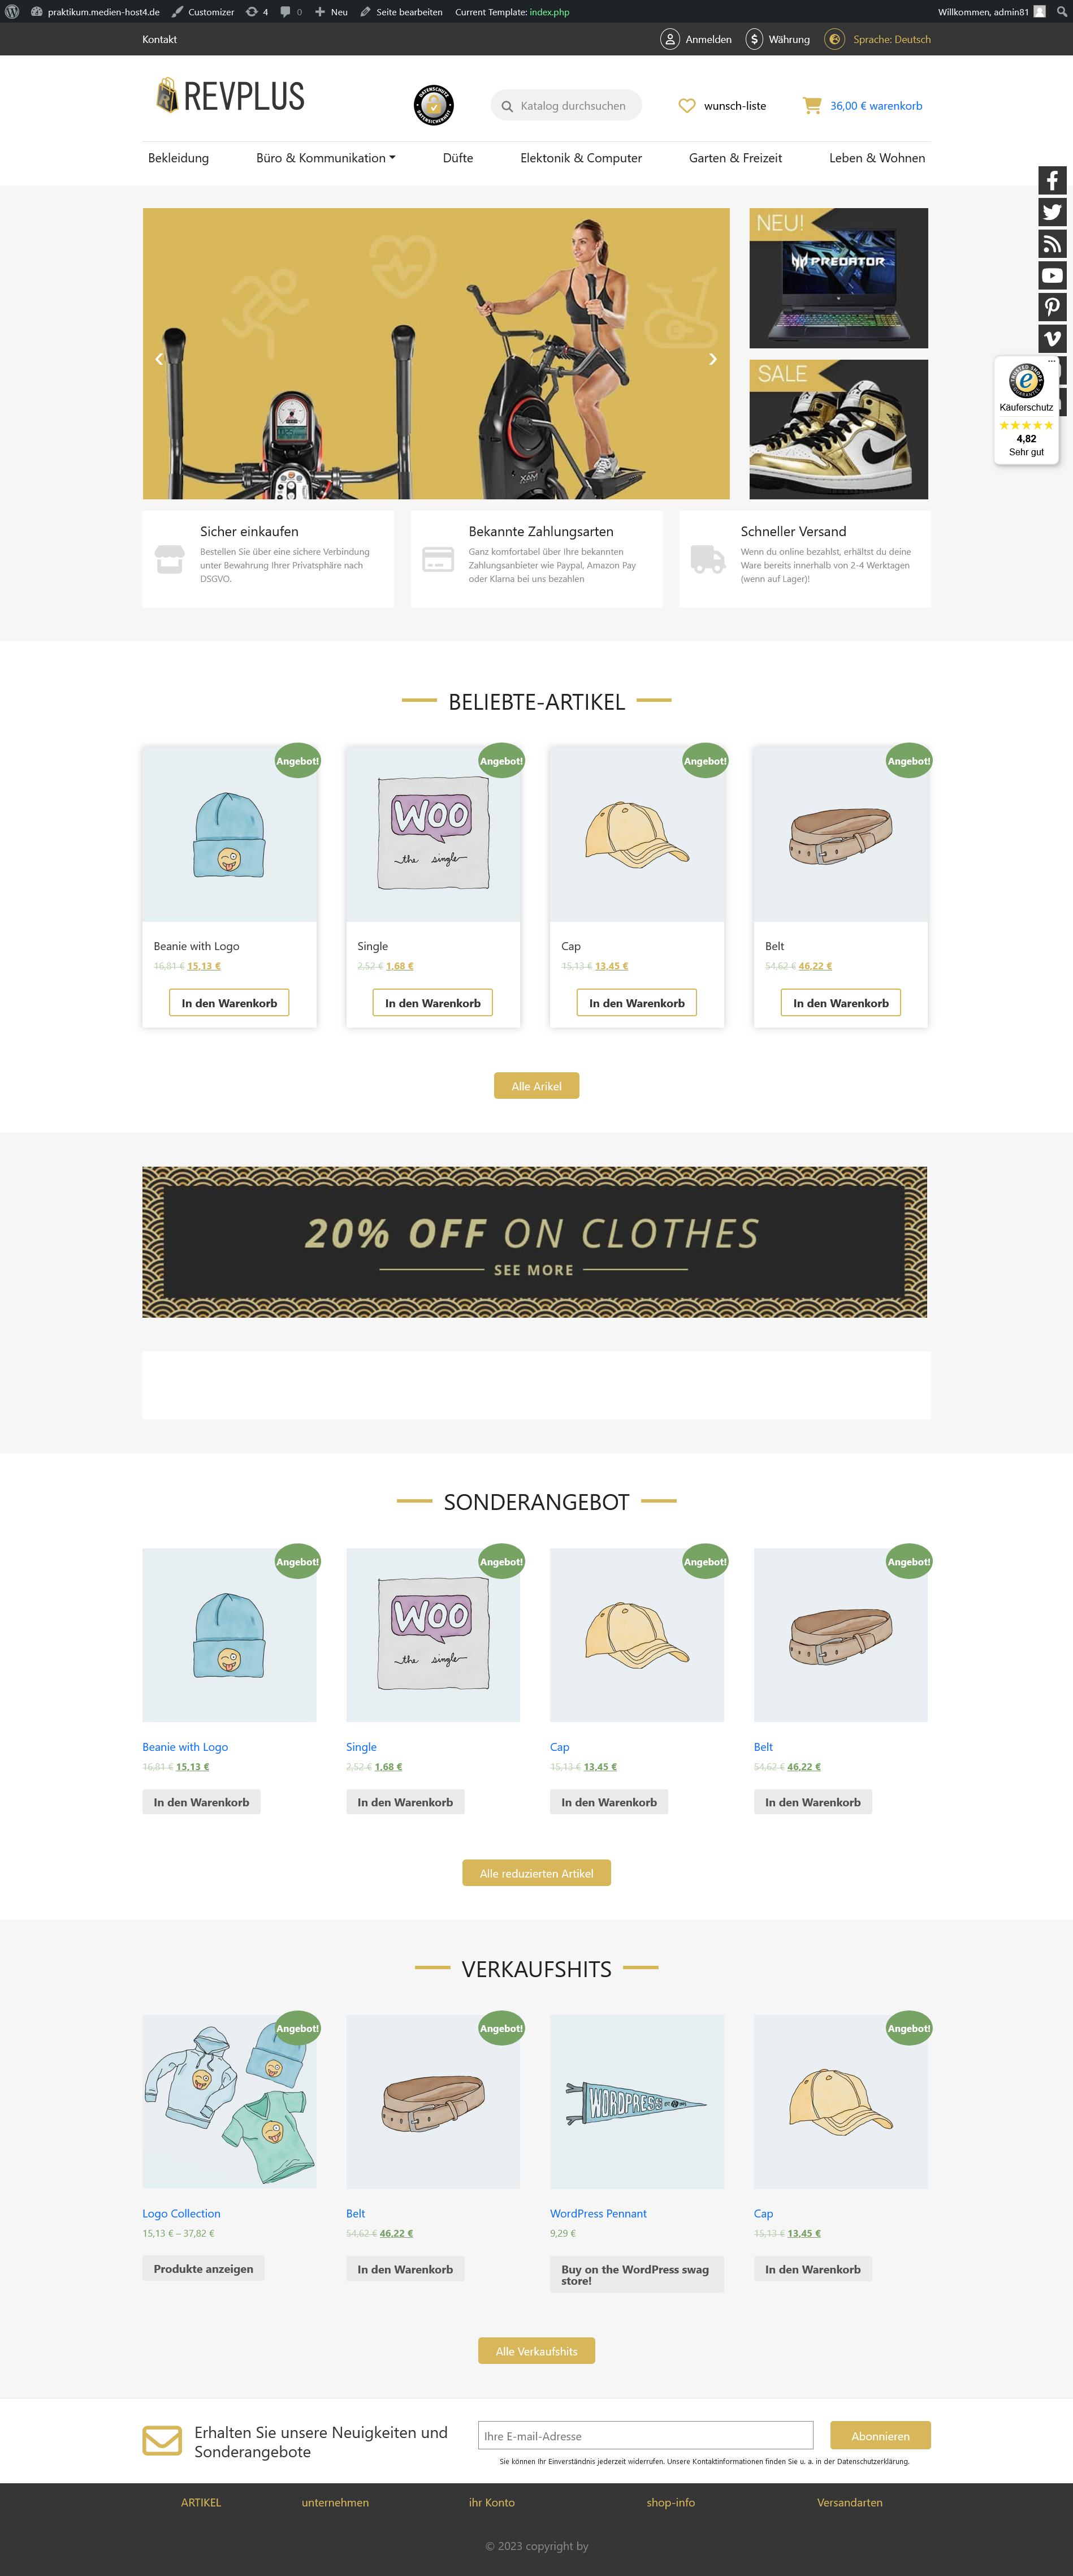 praktikum.medien-host4.de Customizer 4 0 Neu Seite bearbeiten Current Template: index.php Willkommen, admin81
Kontakt Anmelden Währung Sprache: Deutsch
REVPLUS
DATENSCHUTZ
DATENSICHERHEIT
Katalog durchsuchen
wunsch-liste
36,00 € warenkorb
Bekleidung Büro & Kommunikation Düfte Elektonik & Computer Garten & Freizeit Leben & Wohnen
NEU!
PREDATOR
SALE
Käuferschutz
4,82
Sehr gut
Sicher einkaufen
Bestellen Sie über eine sichere Verbindung
unter Bewahrung Ihrer Privatsphäre nach
DSGVO.
Bekannte Zahlungsarten
Ganz komfortabel über Ihre bekannten
Zahlungsanbieter wie Paypal, Amazon Pay
oder Klarna bei uns bezahlen
Schneller Versand
Wenn du online bezahlst, erhältst du deine
Ware bereits innerhalb von 2-4 Werktagen
(wenn auf Lager)!
BELIEBTE-ARTIKEL
Angebot! Angebot! Angebot! Angebot!
WOO
the single
Beanie with Logo Single Cap Belt
16,81 € 15,13 € 2,52 € 1,68 € 15,13 € 13,45 € 54,62 € 46,22 €
In den Warenkorb In den Warenkorb In den Warenkorb In den Warenkorb
Alle Arikel
20% OFF ON CLOTHES
SEE MORE
SONDERANGEBOT
Angebot! Angebot! Angebot! Angebot!
WOO
the single
Beanie with Logo Single Cap Belt
16,81 € 15,13 € 2,52 € 1,68 € 15,13 € 13,45 € 54,62 € 46,22 €
In den Warenkorb In den Warenkorb In den Warenkorb In den Warenkorb
Alle reduzierten Artikel
VERKAUFSHITS
Angebot! Angebot! Angebot!
WORDPRESS
Logo Collection Belt WordPress Pennant Cap
15,13 € – 37,82 € 54,62 € 46,22 € 9,29 € 15,13 € 13,45 €
Produkte anzeigen In den Warenkorb Buy on the WordPress swag In den Warenkorb
store!
Alle Verkaufshits
Erhalten Sie unsere Neuigkeiten und
Sonderangebote
Ihre E-mail-Adresse Abonnieren
Sie können Ihr Einverständnis jederzeit widerrufen. Unsere Kontaktinformationen finden Sie u. a. in der Datenschutzerklärung.
ARTIKEL unternehmen ihr Konto shop-info Versandarten
© 2023 copyright by